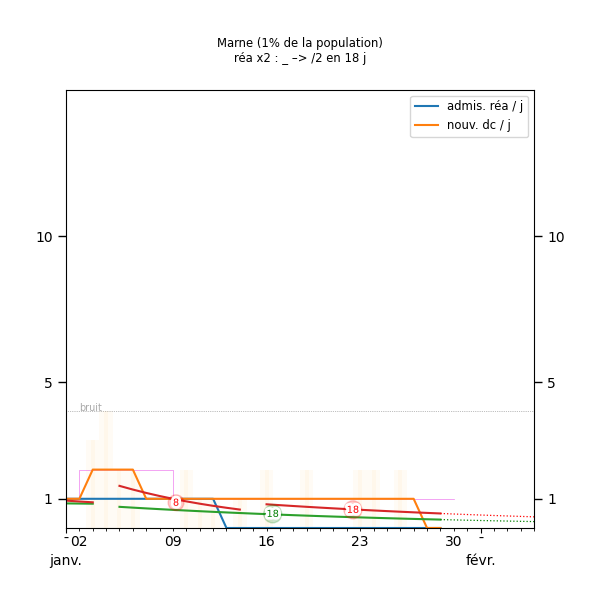 Marne (1% de la population)
réa x2 : _ –> /2 en 18 j
admis. réa / j
nouv. dc / j
10
10
5
5
bruit
1
1
8
18
18
02
09
16
23
30
janv.
févr.